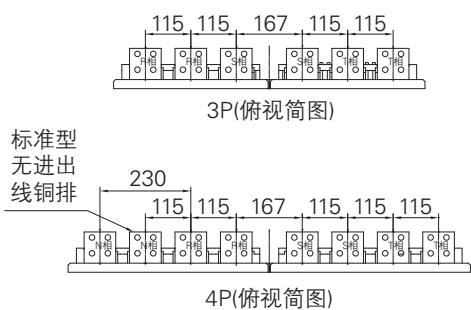 115 115 167 115 115
R相 R相 S相 S相 T相 T相
3P(俯视简图)
标准型
无进出
线铜排
230
115 115 167 115 115 115
N相 N相 R相 R相 S相 S相 T相 T相
4P(俯视简图)